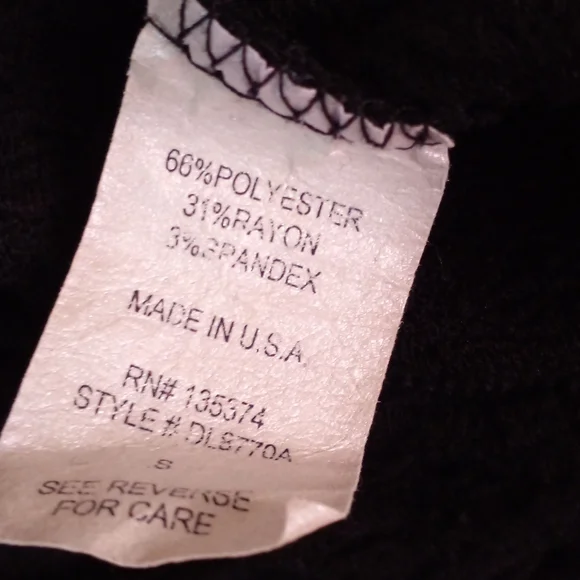 66%POLYESTER
31%RAYON
3%SPANDEX
MADE IN U.S.A.
RN# 135374
STYLE # DL8770A
S
SEE REVERSE
FOR CARE